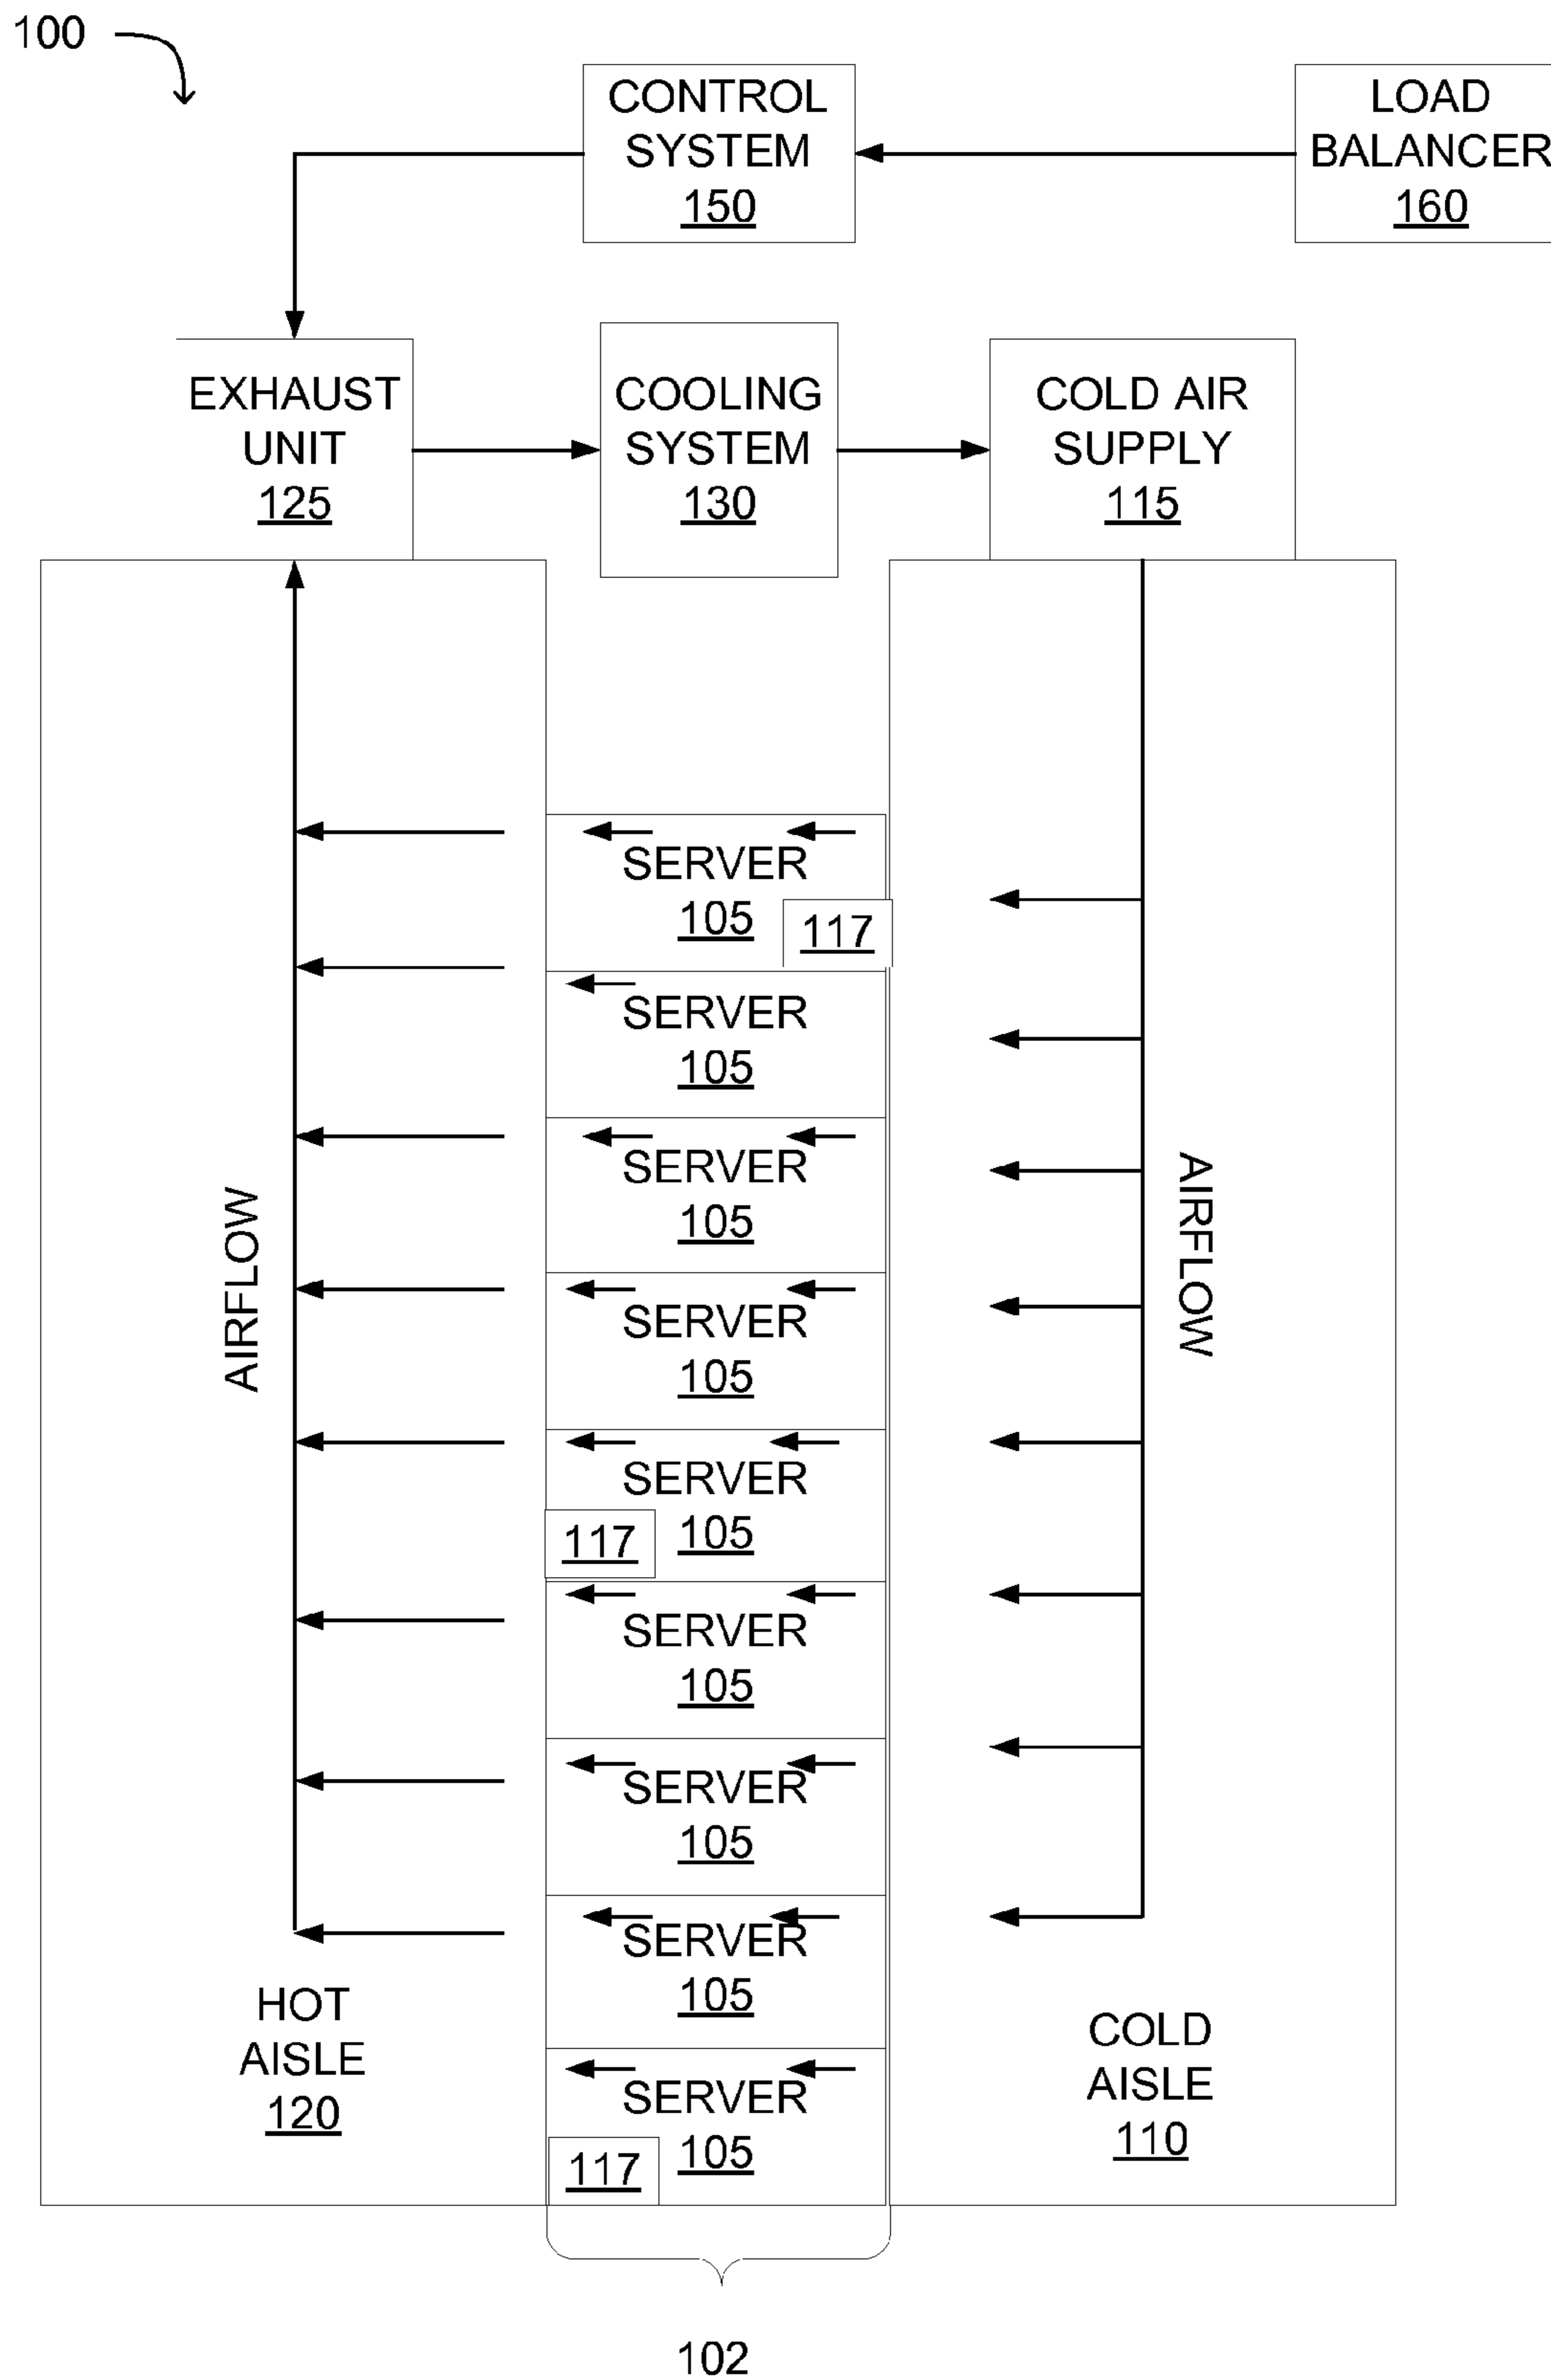 100
CONTROL
SYSTEM
150
LOAD
BALANCER
160
EXHAUST
UNIT
125
COOLING
SYSTEM
130
COLD AIR
SUPPLY
115
SERVER
105
117
SERVER
105
SERVER
105
SERVER
105
SERVER
105
117
SERVER
105
SERVER
105
SERVER
105
SERVER
105
117
AIRFLOW
AIRFLOW
HOT
AISLE
120
COLD
AISLE
110
102